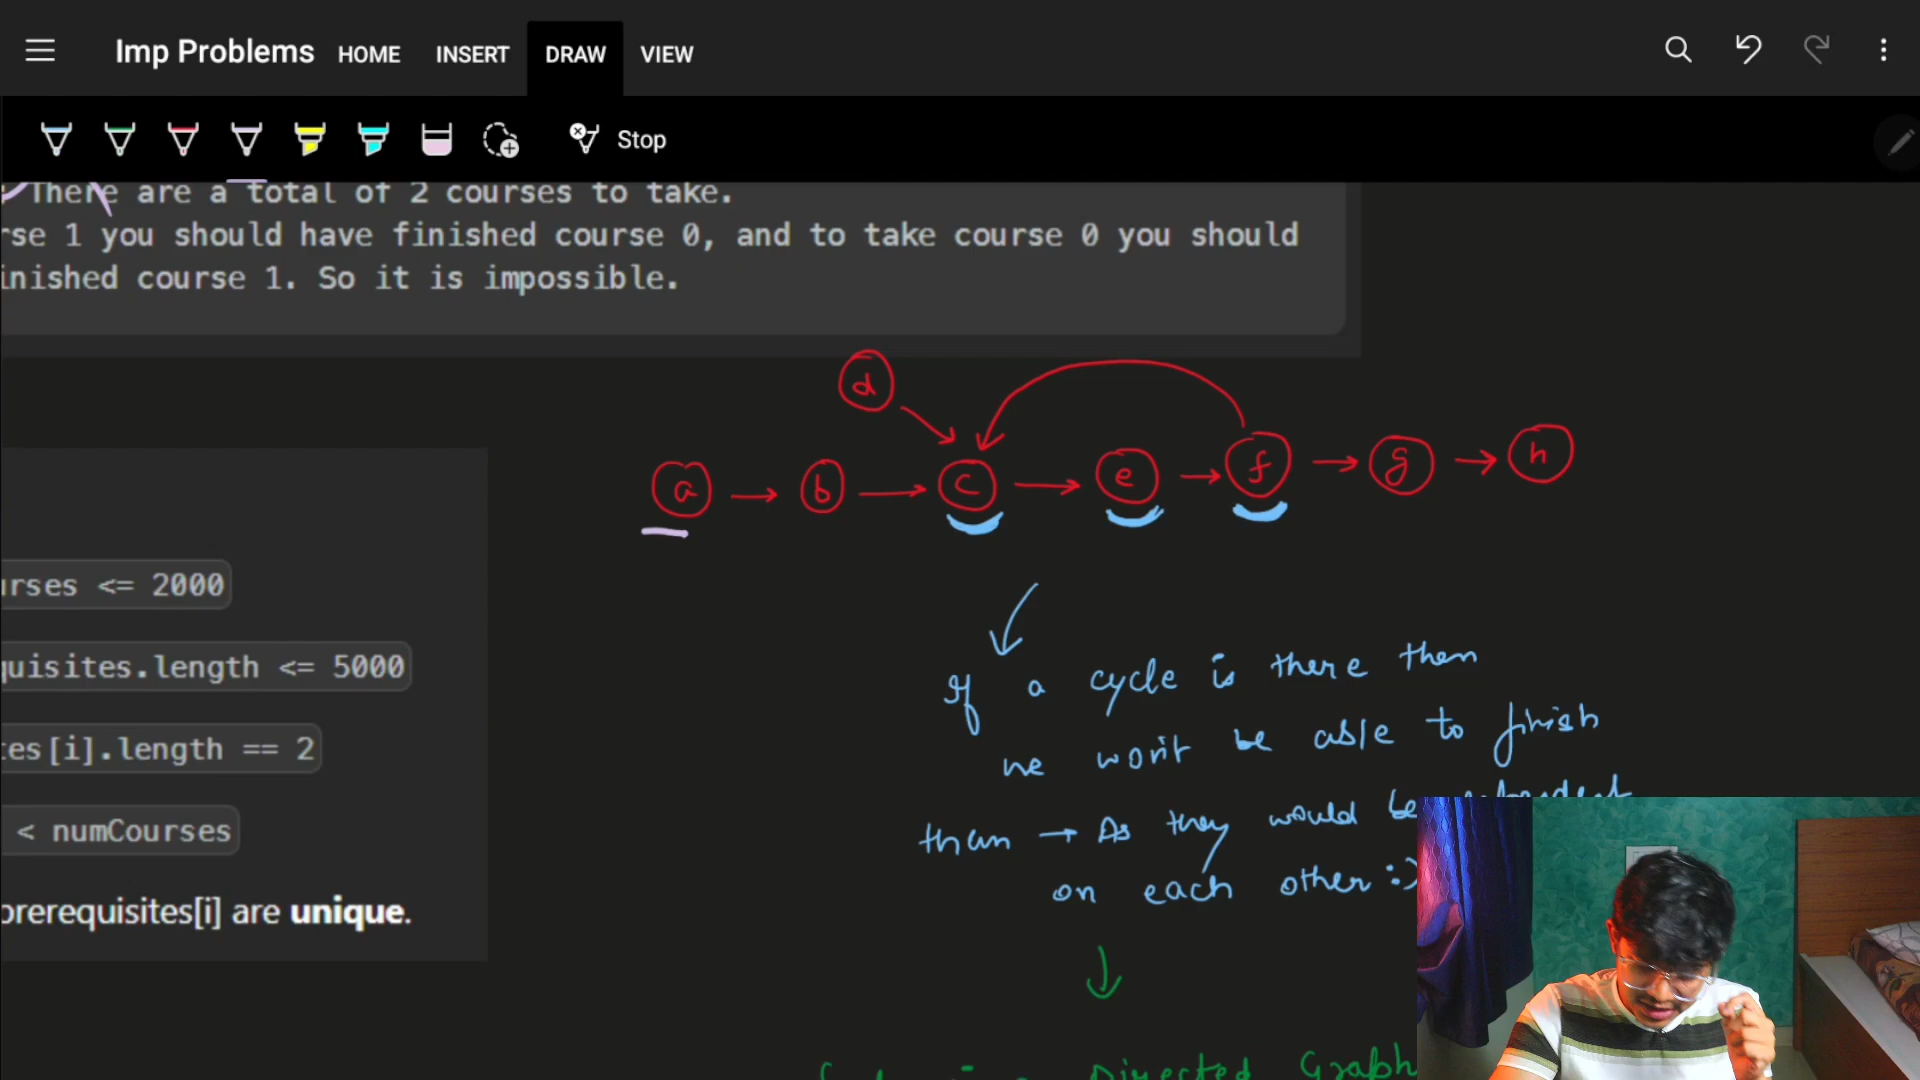 Imp Problems HOME INSERT DRAW VIEW
Stop
There are a total of 2 courses to take.
rse 1 you should have finished course 0, and to take course 0 you should
inished course 1. So it is impossible.
d
a b c e f g h
urses <= 2000
quisites.length <= 5000
tes[i].length == 2
< numCourses
prerequisites[i] are unique.
If a cycle is there then
we won't be able to finish
them → As they would be
on each other :)
Directed Graph